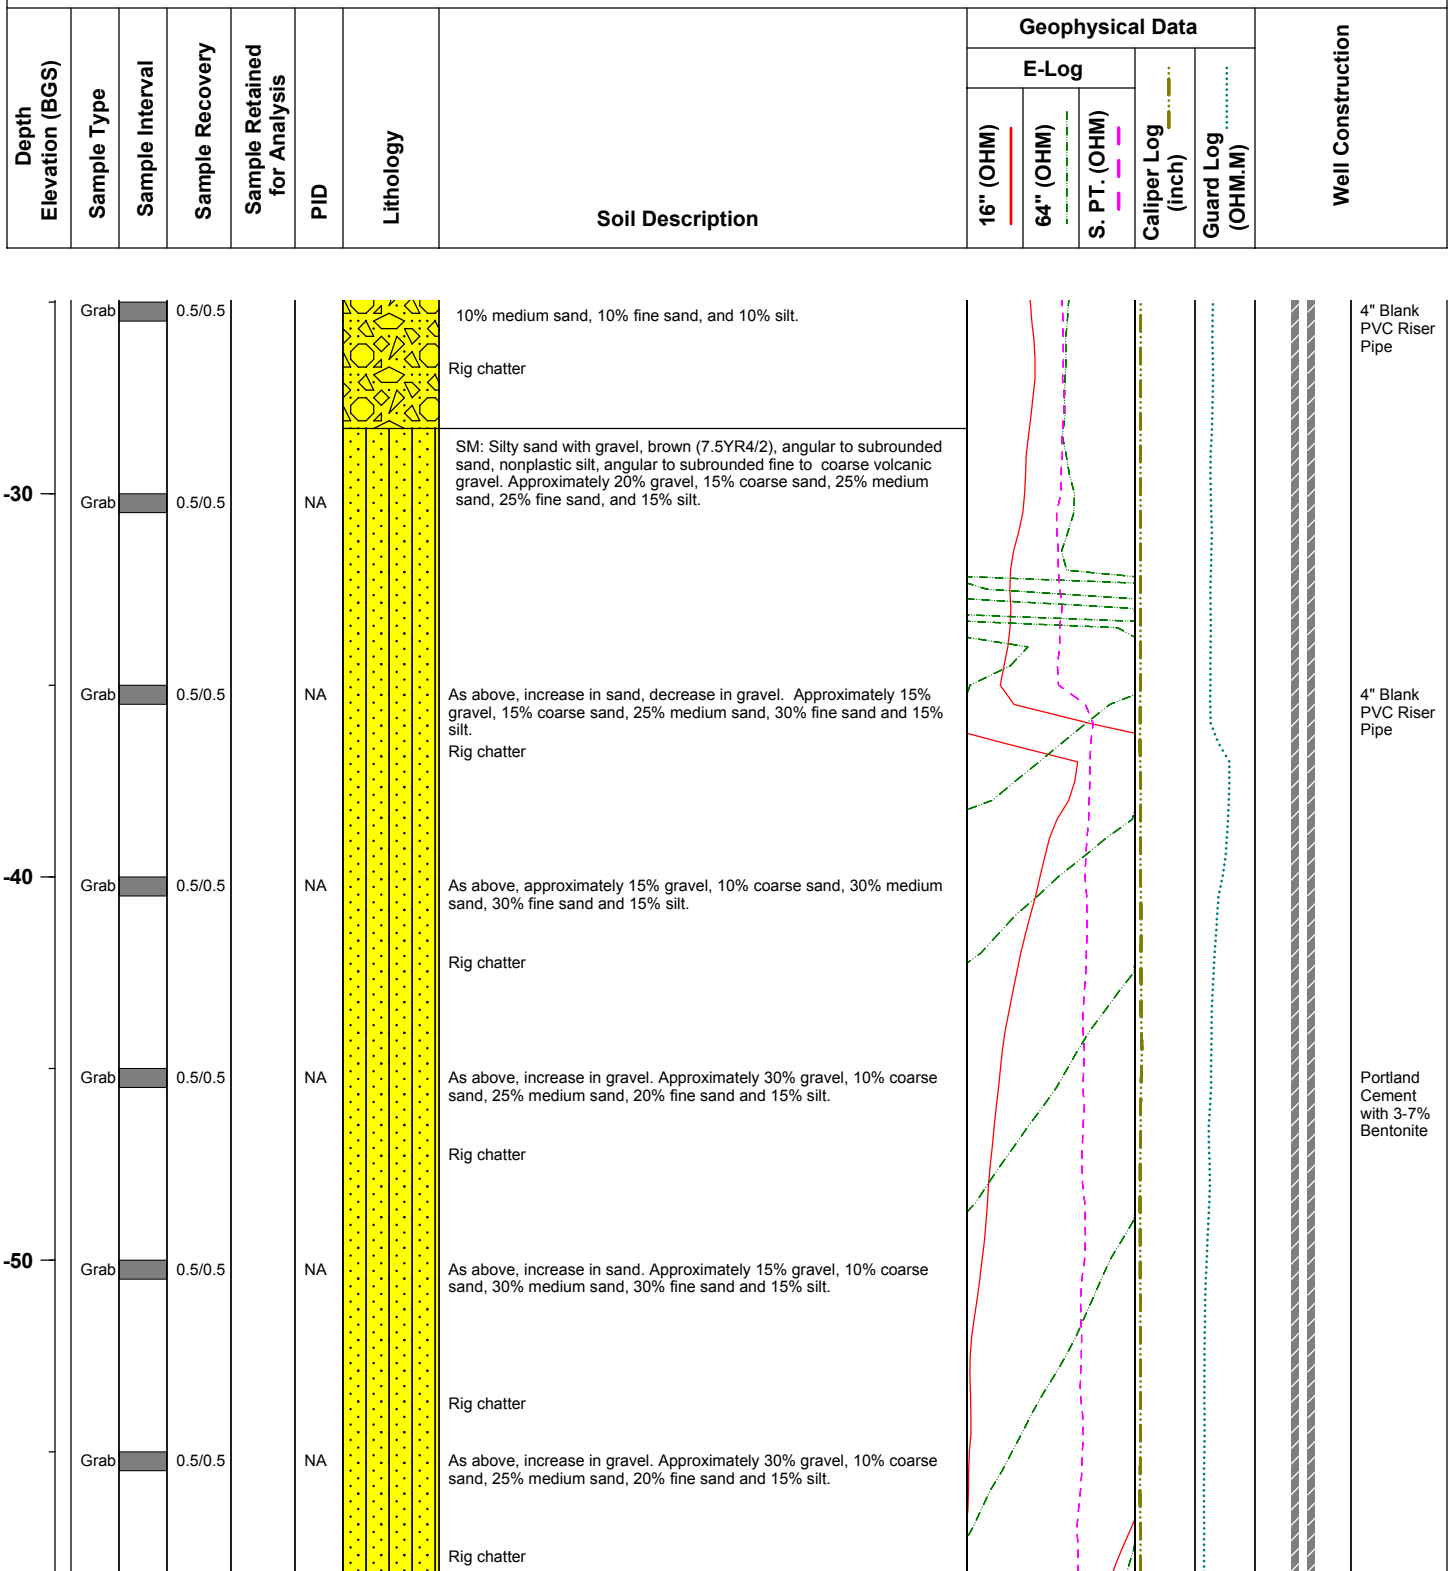 Depth
Elevation (BGS)
Sample Type
Sample Interval
Sample Recovery
Sample Retained
for Analysis
PID
Lithology
Soil Description
Geophysical Data
E-Log
16" (OHM)
64" (OHM)
S. PT. (OHM)
Caliper Log
(inch)
Guard Log
(OHM.M)
Well Construction
Grab 0.5/0.5
10% medium sand, 10% fine sand, and 10% silt.
4" Blank
PVC Riser
Pipe
Rig chatter
SM: Silty sand with gravel, brown (7.5YR4/2), angular to subrounded
sand, nonplastic silt, angular to subrounded fine to coarse volcanic
gravel. Approximately 20% gravel, 15% coarse sand, 25% medium
sand, 25% fine sand, and 15% silt.
-30
Grab 0.5/0.5 NA
Grab 0.5/0.5 NA
As above, increase in sand, decrease in gravel. Approximately 15%
gravel, 15% coarse sand, 25% medium sand, 30% fine sand and 15%
silt.
4" Blank
PVC Riser
Pipe
Rig chatter
-40
Grab 0.5/0.5 NA
As above, approximately 15% gravel, 10% coarse sand, 30% medium
sand, 30% fine sand and 15% silt.
Rig chatter
Grab 0.5/0.5 NA
As above, increase in gravel. Approximately 30% gravel, 10% coarse
sand, 25% medium sand, 20% fine sand and 15% silt.
Portland
Cement
with 3-7%
Bentonite
Rig chatter
-50
Grab 0.5/0.5 NA
As above, increase in sand. Approximately 15% gravel, 10% coarse
sand, 30% medium sand, 30% fine sand and 15% silt.
Rig chatter
Grab 0.5/0.5 NA
As above, increase in gravel. Approximately 30% gravel, 10% coarse
sand, 25% medium sand, 20% fine sand and 15% silt.
Rig chatter